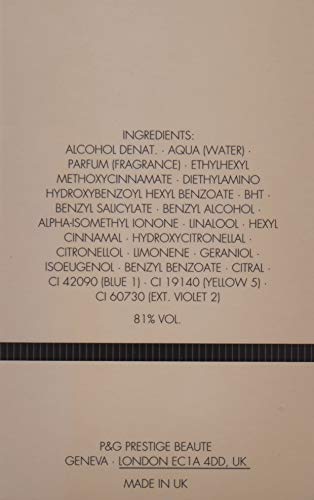 INGREDIENTS:
ALCOHOL DENAT. · AQUA (WATER) ·
PARFUM (FRAGRANCE) · ETHYLHEXYL
METHOXYCINNAMATE · DIETHYLAMINO
HYDROXYBENZOYL HEXYL BENZOATE · BHT ·
BENZYL SALICYLATE · BENZYL ALCOHOL ·
ALPHA-ISOMETHYL IONONE · LINALOOL · HEXYL
CINNAMAL · HYDROXYCITRONELLAL ·
CITRONELLOL · LIMONENE · GERANIOL ·
ISOEUGENOL · BENZYL BENZOATE · CITRAL ·
CI 42090 (BLUE 1) · CI 19140 (YELLOW 5) ·
CI 60730 (EXT. VIOLET 2)
81% VOL.
P&G PRESTIGE BEAUTE
GENEVA · LONDON EC1A 4DD, UK
MADE IN UK